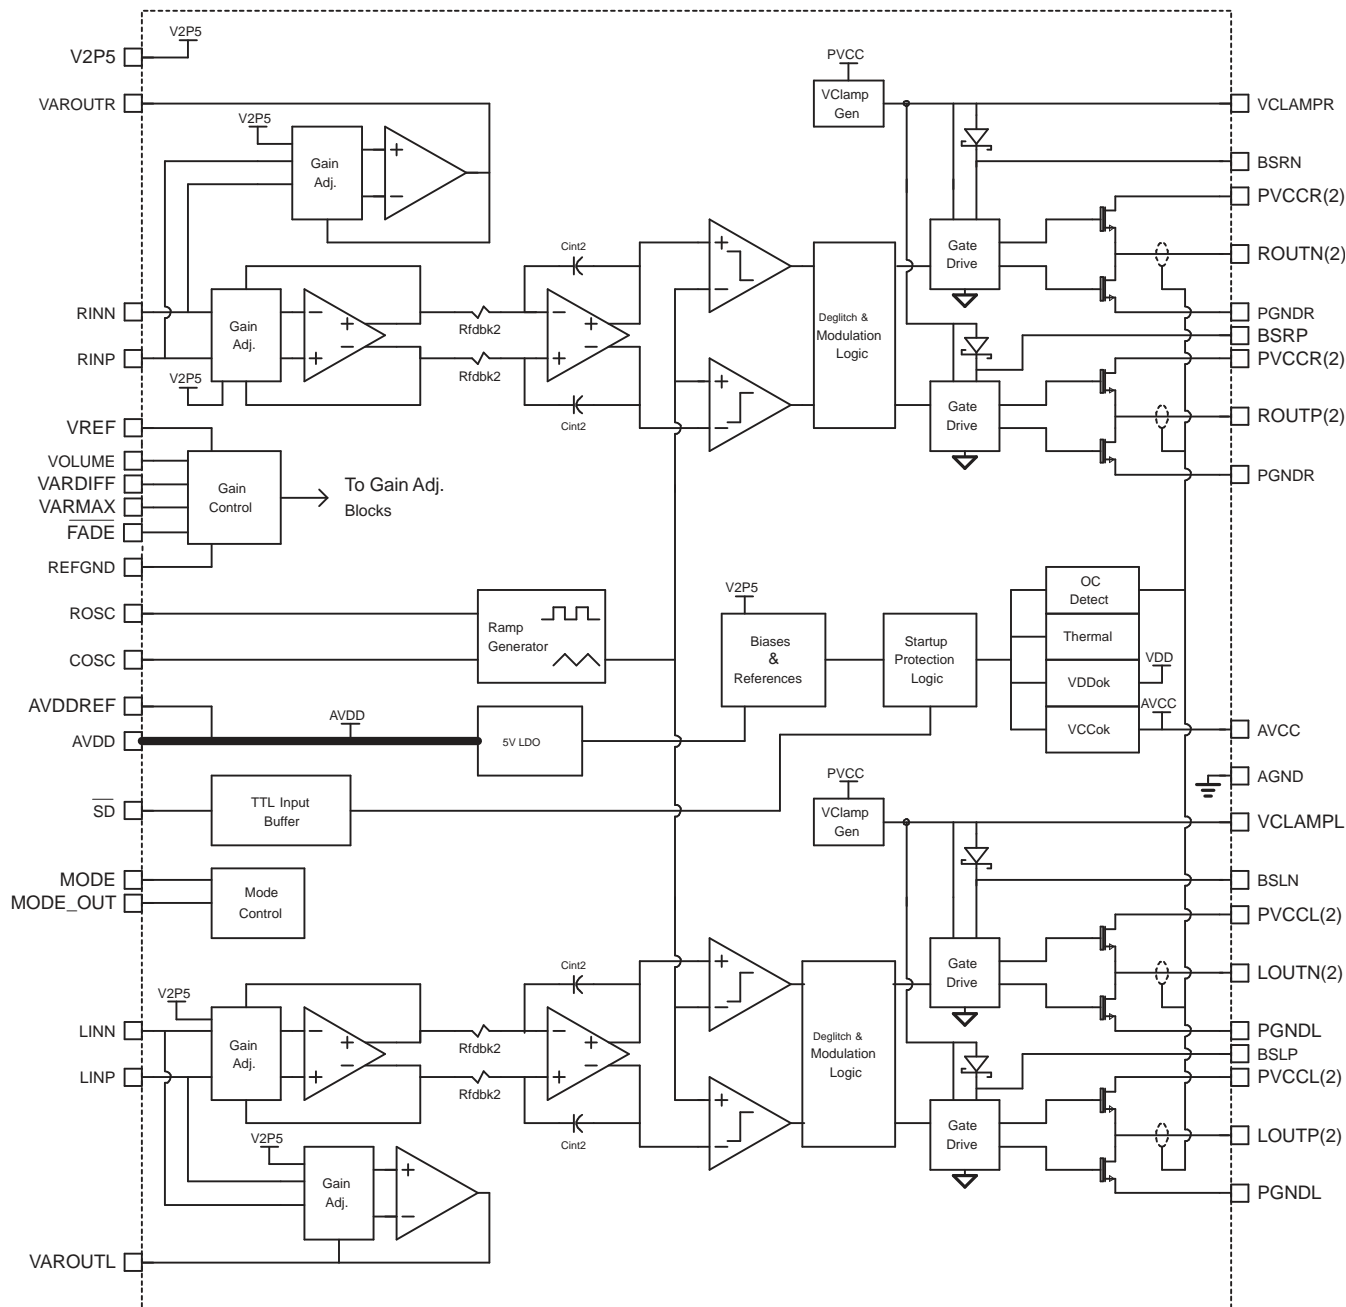 V2P5
V2P5
VAROUTR
V2P5
Gain
Adj.
+
−
PVCC
VClamp
Gen
VCLAMPR
BSRN
PVCCR(2)
Gate
Drive
ROUTN(2)
PGNDR
BSRP
PVCCR(2)
Gate
Drive
ROUTP(2)
PGNDR
RINN
RINP
Gain
Adj.
V2P5
−
+
+
−
Rfdbk2
Rfdbk2
Cint2
Cint2
−
+
+
−
+
−
+
−
Deglitch &
Modulation
Logic
VREF
VOLUME
VARDIFF
VARMAX
FADE
REFGND
Gain
Control
To Gain Adj.
Blocks
ROSC
COSC
Ramp
Generator
V2P5
Biases
&
References
Startup
Protection
Logic
OC
Detect
Thermal
VDDok
VDD
VCCok
AVCC
AVCC
AGND
AVDDREF
AVDD
AVDD
5V LDO
SD
TTL Input
Buffer
MODE
MODE_OUT
Mode
Control
PVCC
VClamp
Gen
VCLAMPL
BSLN
PVCCL(2)
Gate
Drive
LOUTN(2)
PGNDL
BSLP
PVCCL(2)
Gate
Drive
LOUTP(2)
PGNDL
V2P5
LINN
LINP
Gain
Adj.
−
+
+
−
Rfdbk2
Rfdbk2
Cint2
Cint2
−
+
+
−
+
−
+
−
Deglitch &
Modulation
Logic
V2P5
Gain
Adj.
+
−
VAROUTL